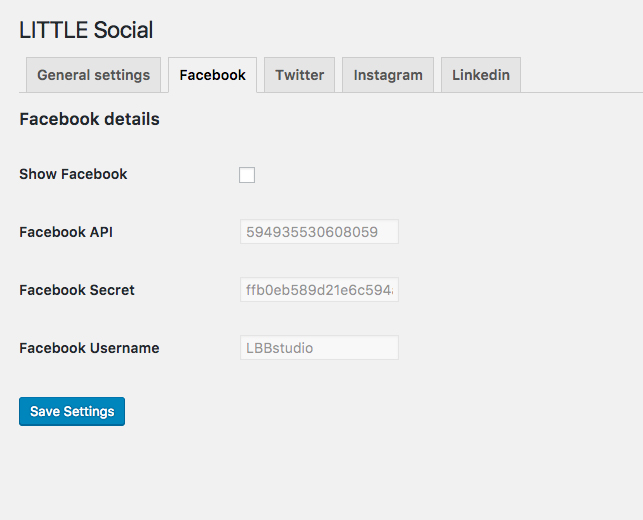 LITTLE Social
General settings Facebook Twitter Instagram Linkedin
Facebook details
Show Facebook
Facebook API 594935530608059
Facebook Secret ffb0eb589d21e6c594
Facebook Username LBBstudio
Save Settings